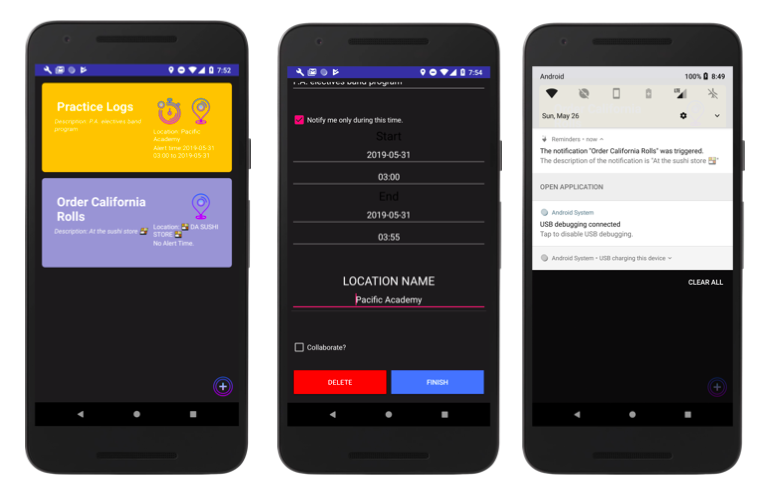 7:52
Practice Logs
Description: P.A. electives band
program
Location: Pacific
Academy
Alert time:2019-05-31
03:00 to 2019-05-31
Order California
Rolls
Description: At the sushi store 🍱
Location: 🍱 DA SUSHI
STORE 🍱
No Alert Time.
7:54
P.A. electives band program
Notify me only during this time.
Start
2019-05-31
03:00
End
2019-05-31
03:55
LOCATION NAME
Pacific Academy
Collaborate?
DELETE
FINISH
Android
100% 8:49
Sun, May 26
Reminders • now
The notification "Order California Rolls" was triggered.
The description of the notification is "At the sushi store 🍱"
OPEN APPLICATION
Android System
USB debugging connected
Tap to disable USB debugging.
Android System • USB charging this device
CLEAR ALL